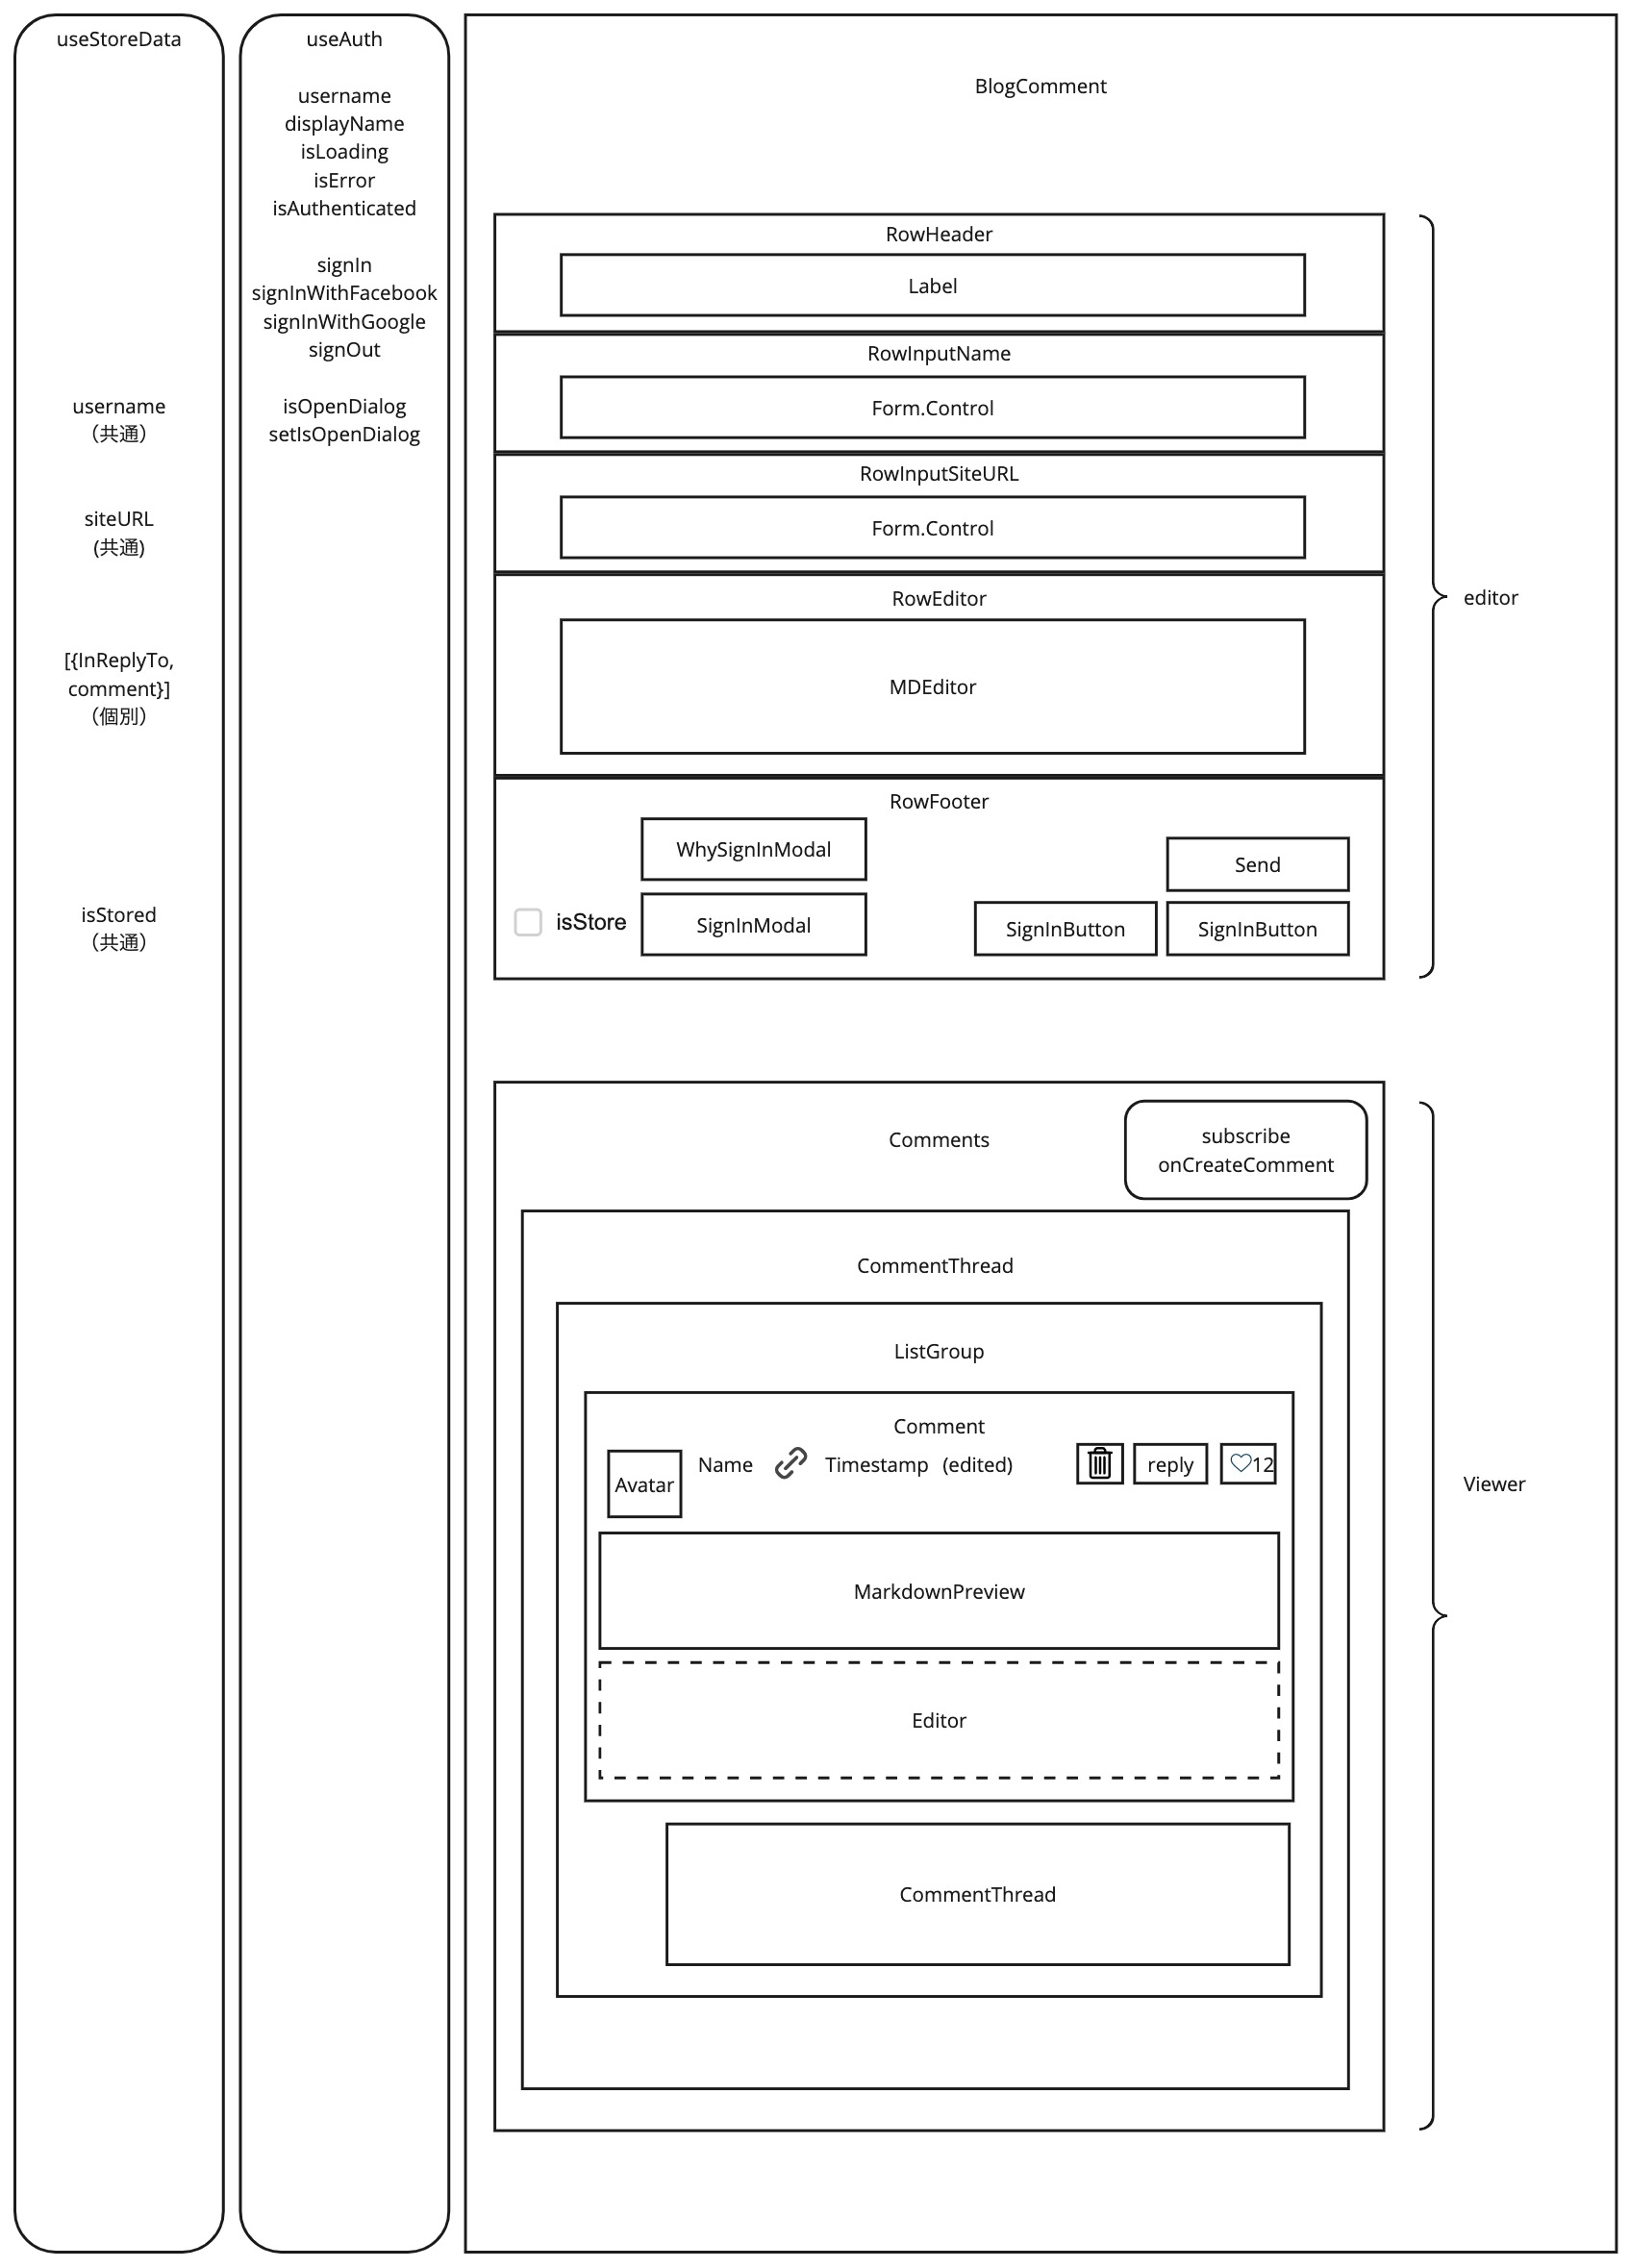 useStoreData
username
（共通）
siteURL
(共通)
[{InReplyTo,
comment}]
（個別）
isStored
（共通）
useAuth
username
displayName
isLoading
isError
isAuthenticated
signIn
signInWithFacebook
signInWithGoogle
signOut
isOpenDialog
setIsOpenDialog
BlogComment
RowHeader
Label
RowInputName
Form.Control
RowInputSiteURL
Form.Control
RowEditor
MDEditor
RowFooter
WhySignInModal
Send
isStore
SignInModal
SignInButton
SignInButton
editor
Comments
subscribe
onCreateComment
CommentThread
ListGroup
Comment
Avatar
Name
Timestamp (edited)
reply
12
MarkdownPreview
Editor
CommentThread
Viewer